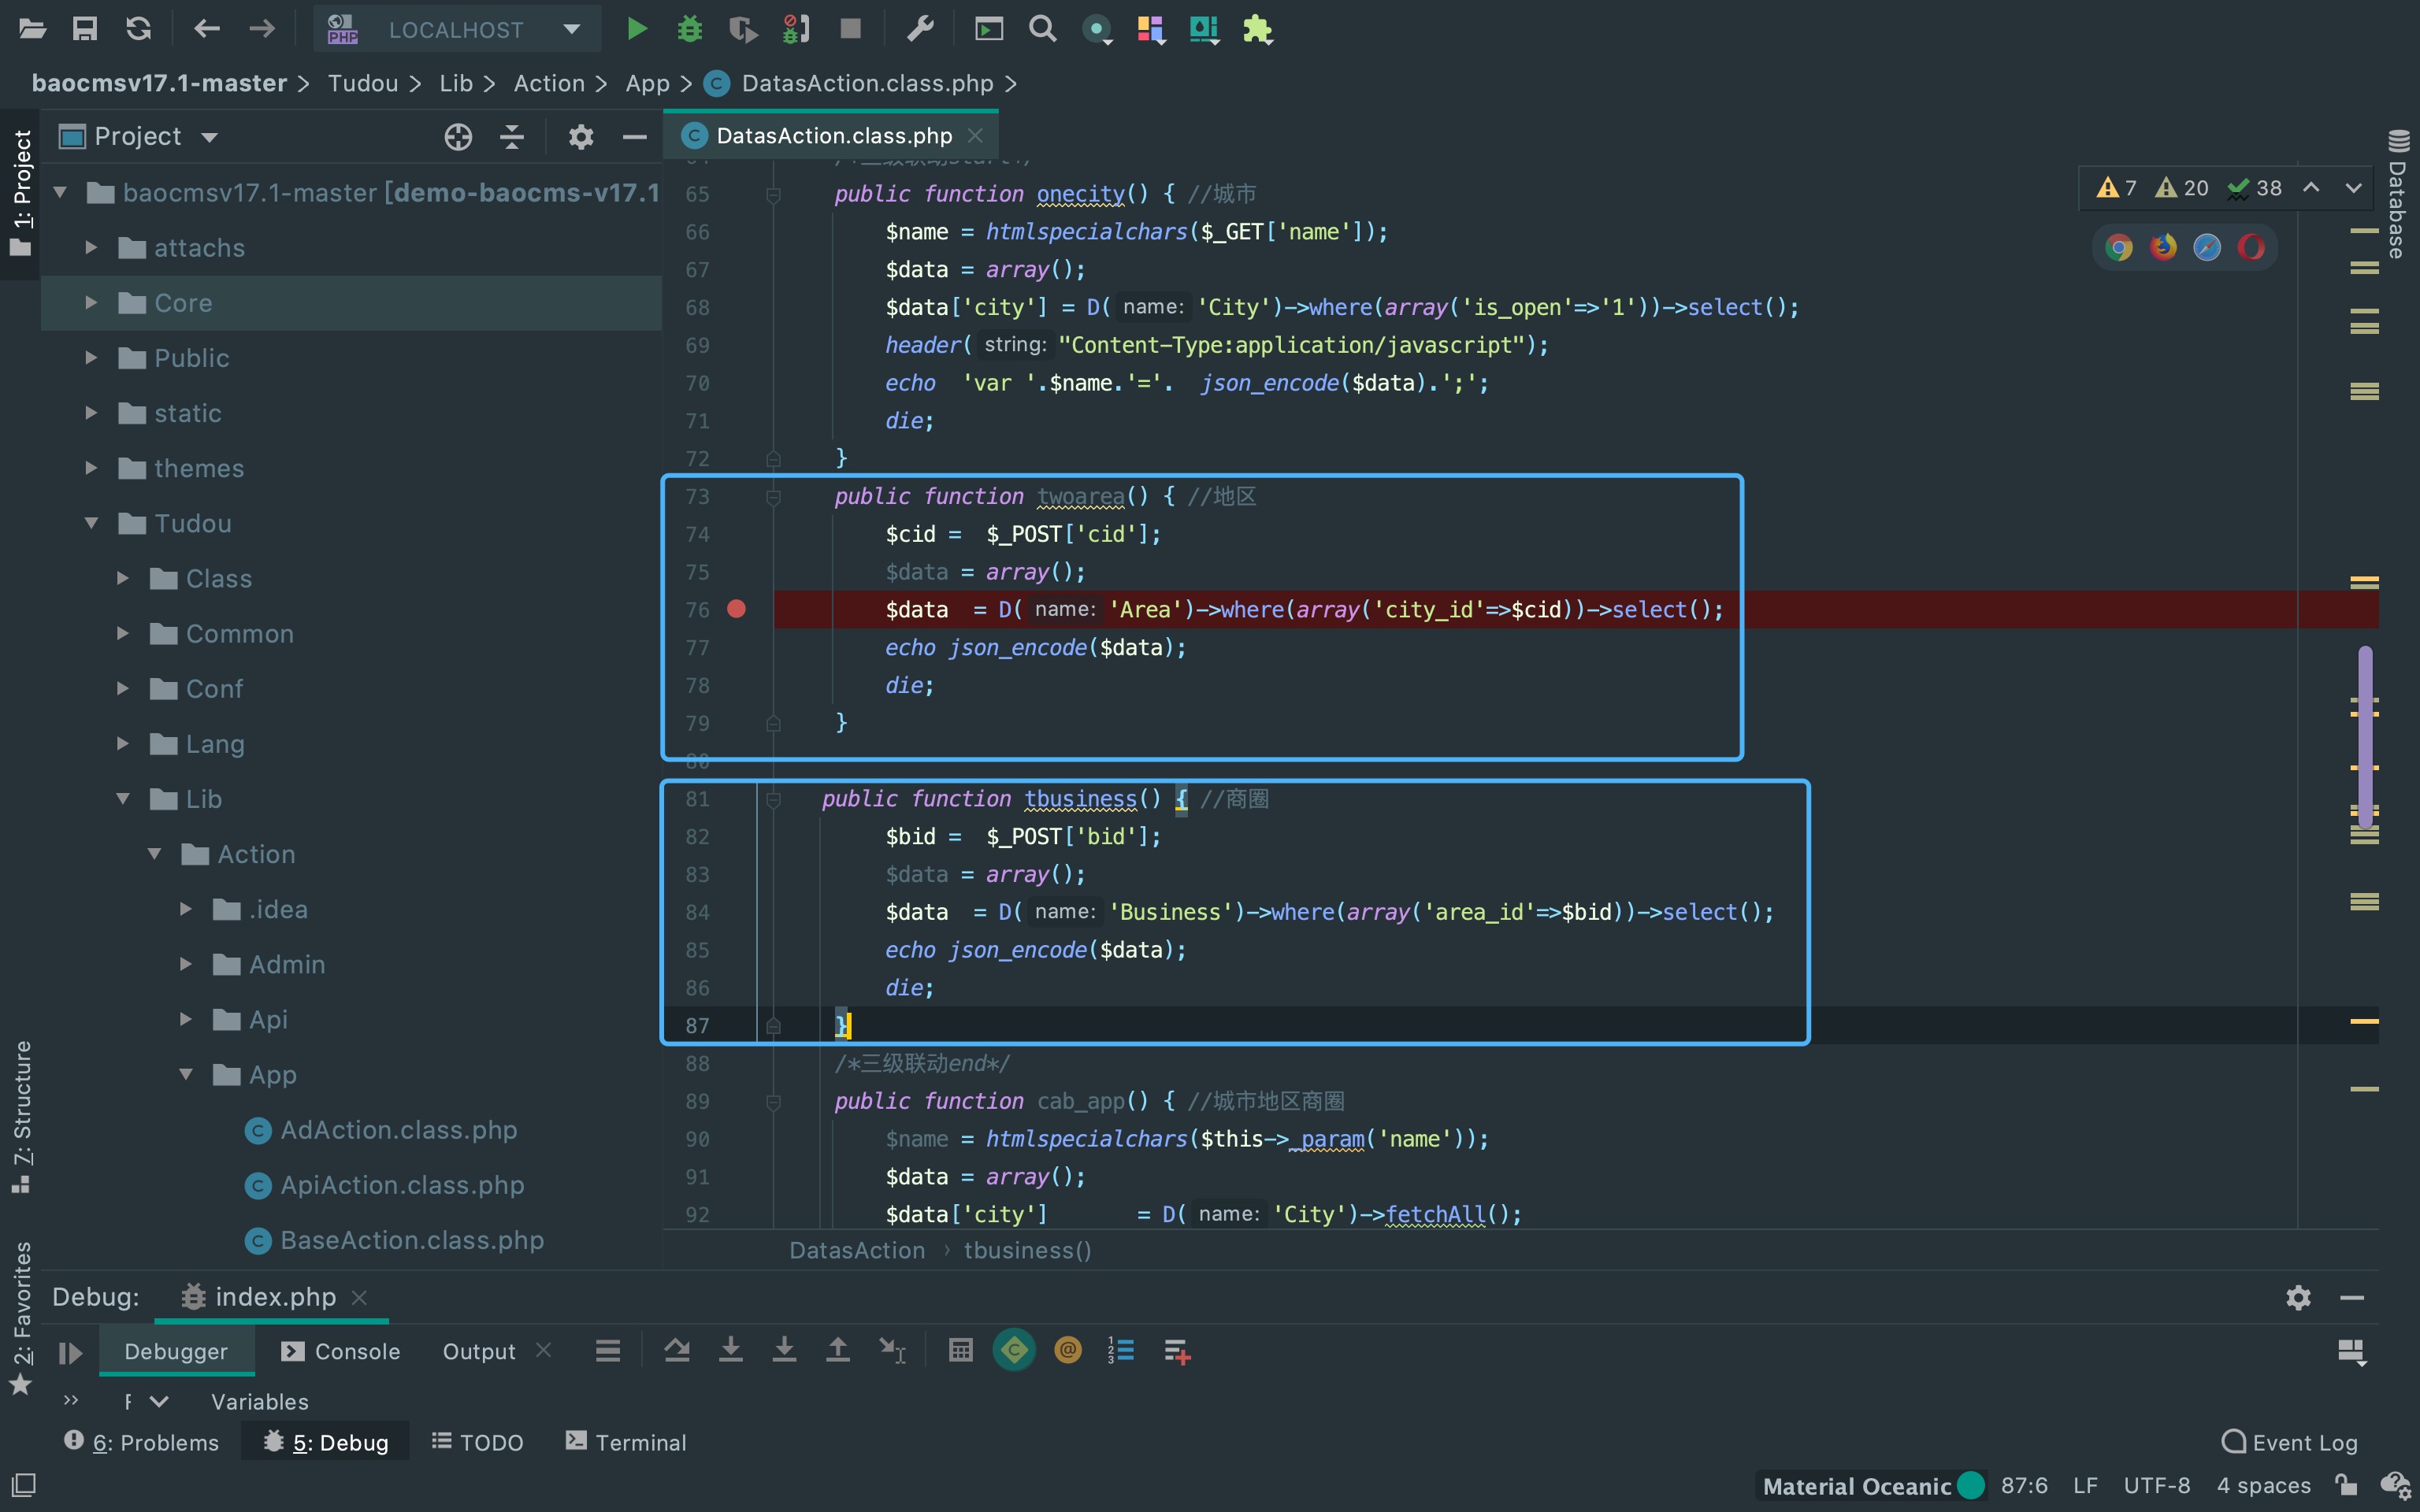 PHP LOCALHOST
baocmsv17.1-master > Tudou > Lib > Action > App > C DatasAction.class.php >
1: Project
Project
C DatasAction.class.php
Database
baocmsv17.1-master [demo-baocms-v17.1
attachs
Core
Public
static
themes
Tudou
Class
Common
Conf
Lang
Lib
Action
.idea
Admin
Api
App
C AdAction.class.php
C ApiAction.class.php
C BaseAction.class.php
7 20 38
65 public function onecity() { //城市
66 $name = htmlspecialchars($_GET['name']);
67 $data = array();
68 $data['city'] = D( name: 'City')->where(array('is_open'=>'1'))->select();
69 header( string: "Content-Type:application/javascript");
70 echo 'var '.$name.'='. json_encode($data).';';
71 die;
72 }
73 public function twoarea() { //地区
74 $cid = $_POST['cid'];
75 $data = array();
76 $data = D( name: 'Area')->where(array('city_id'=>$cid))->select();
77 echo json_encode($data);
78 die;
79 }
80
81 public function tbusiness() { //商圈
82 $bid = $_POST['bid'];
83 $data = array();
84 $data = D( name: 'Business')->where(array('area_id'=>$bid))->select();
85 echo json_encode($data);
86 die;
87 }
88 /*三级联动end*/
89 public function cab_app() { //城市地区商圈
90 $name = htmlspecialchars($this->_param('name'));
91 $data = array();
92 $data['city'] = D( name: 'City')->fetchAll();
DatasAction › tbusiness()
7: Structure
2: Favorites
Debug: index.php
Debugger Console Output
Variables
6: Problems 5: Debug TODO Terminal Event Log
Material Oceanic 87:6 LF UTF-8 4 spaces